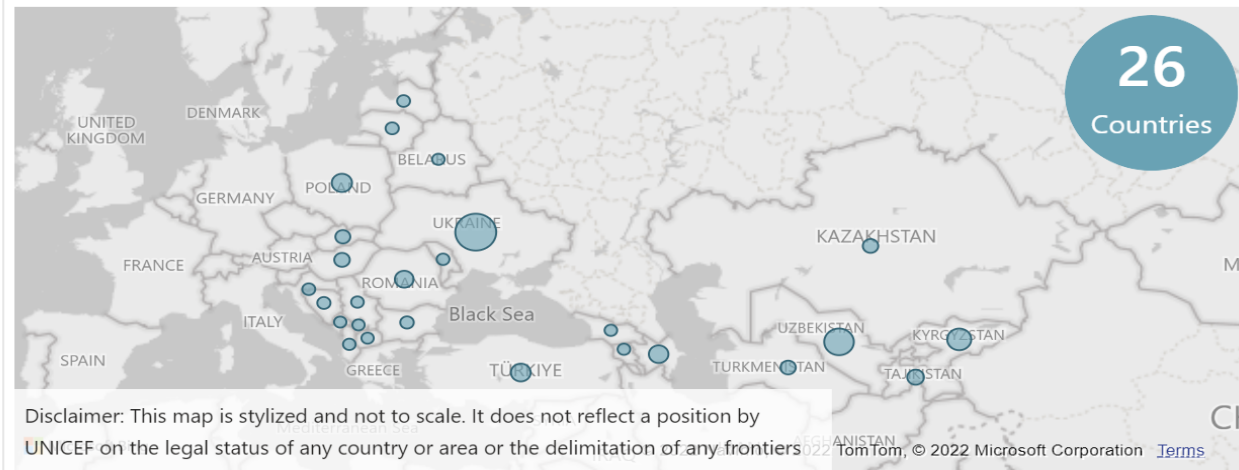 26
Countries
UNITED
KINGDOM
DENMARK
BELARUS
POLAND
GERMANY
UKRAINE
KAZAKHSTAN
AUSTRIA
FRANCE
ROMANIA
Black Sea
ITALY
UZBEKISTAN
KYRGYZSTAN
SPAIN
GREECE
TÜRKIYE
TURKMENISTAN
TAJIKISTAN
Disclaimer: This map is stylized and not to scale. It does not reflect a position by
UNICEF on the legal status of any country or area or the delimitation of any frontiers
Mediterranean Sea
AFGHANISTAN
TomTom, © 2022 Microsoft Corporation Terms